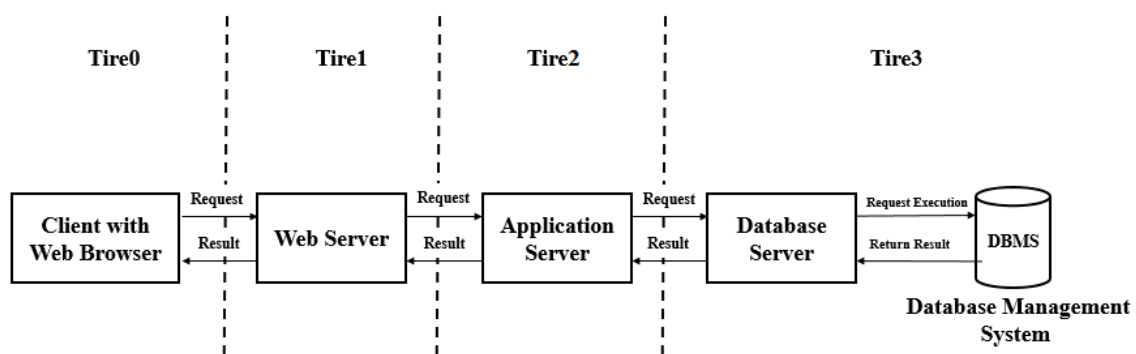 Tire0
Tire1
Tire2
Tire3
Client with
Web Browser
Request
Result
Web Server
Request
Result
Application
Server
Request
Result
Database
Server
Request Execution
Return Result
DBMS
Database Management
System